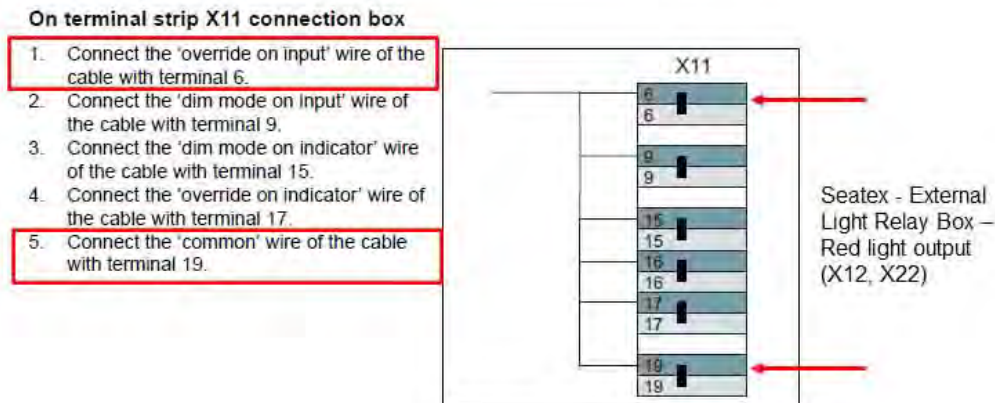 On terminal strip X11 connection box
1. Connect the 'override on input' wire of the
cable with terminal 6.
2. Connect the 'dim mode on input' wire of
the cable with terminal 9.
3. Connect the 'dim mode on indicator' wire
of the cable with terminal 15.
4. Connect the 'override on indicator' wire of
the cable with terminal 17.
5. Connect the 'common' wire of the cable
with terminal 19.
X11
6
6
9
9
15
15
16
16
17
17
19
19
Seatex - External
Light Relay Box –
Red light output
(X12, X22)